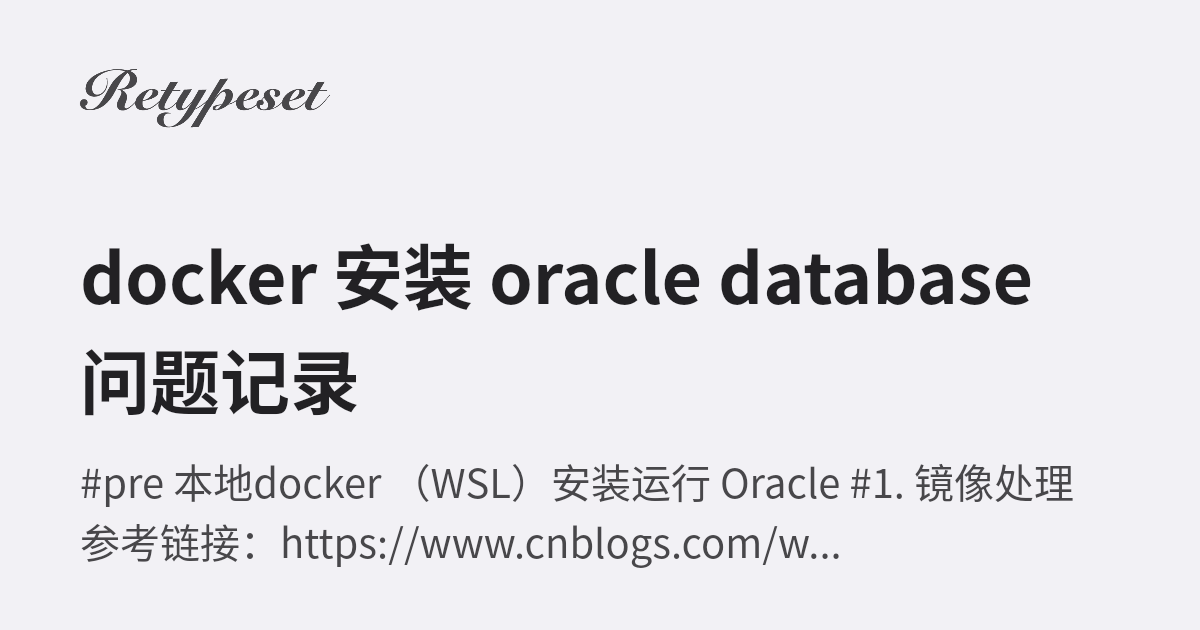 Retypeset
docker 安装 oracle database
问题记录
#pre 本地docker （WSL）安装运行 Oracle #1. 镜像处理
参考链接：https://www.cnblogs.com/w...